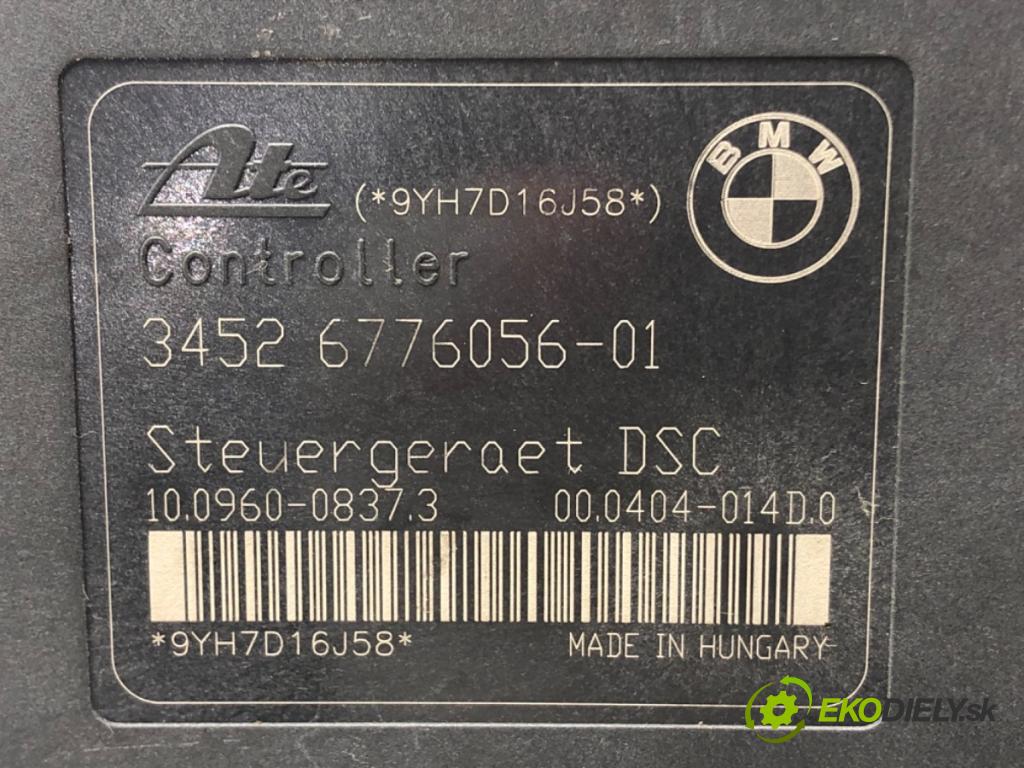 Ate (*9YH7D16J58*) BMW
Controller
3452 6776056-01
Steuergeraet DSC
10.0960-0837.3 00.0404-014D.0
*9YH7D16J58* MADE IN HUNGARY
EKODIELY.sk